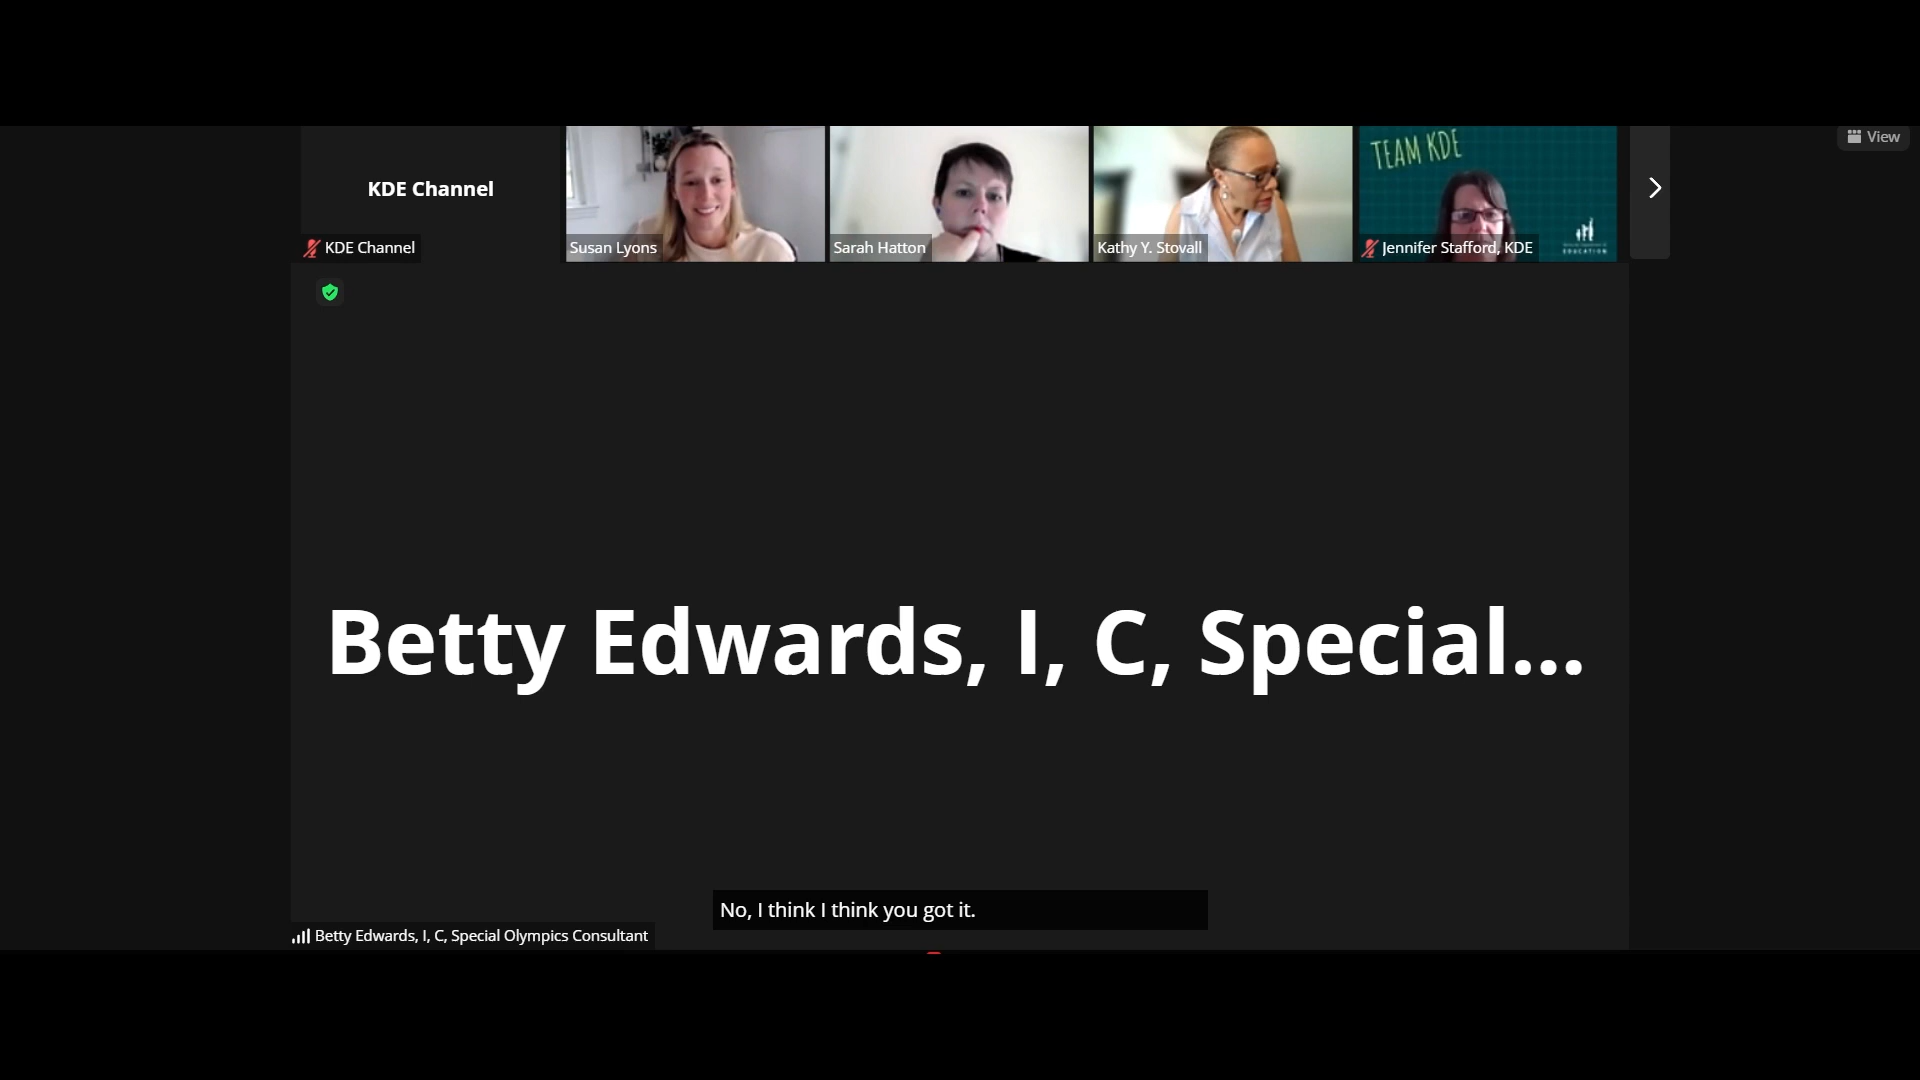 View
KDE Channel
KDE Channel
Susan Lyons
Sarah Hatton
Kathy Y. Stovall
TEAM KDE
EDUCATION
Jennifer Stafford, KDE
Betty Edwards, I, C, Special...
No, I think I think you got it.
Betty Edwards, I, C, Special Olympics Consultant